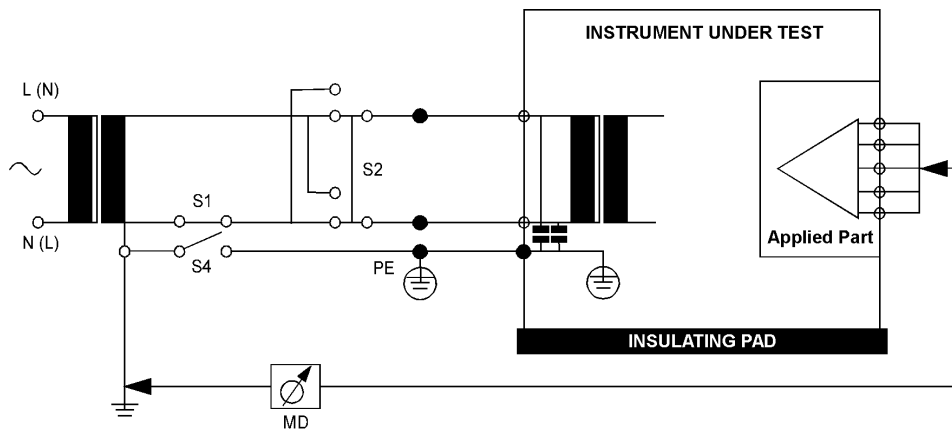 INSTRUMENT UNDER TEST
L (N)
S2
S1
N (L)
Applied Part
S4
PE
INSULATING PAD
MD